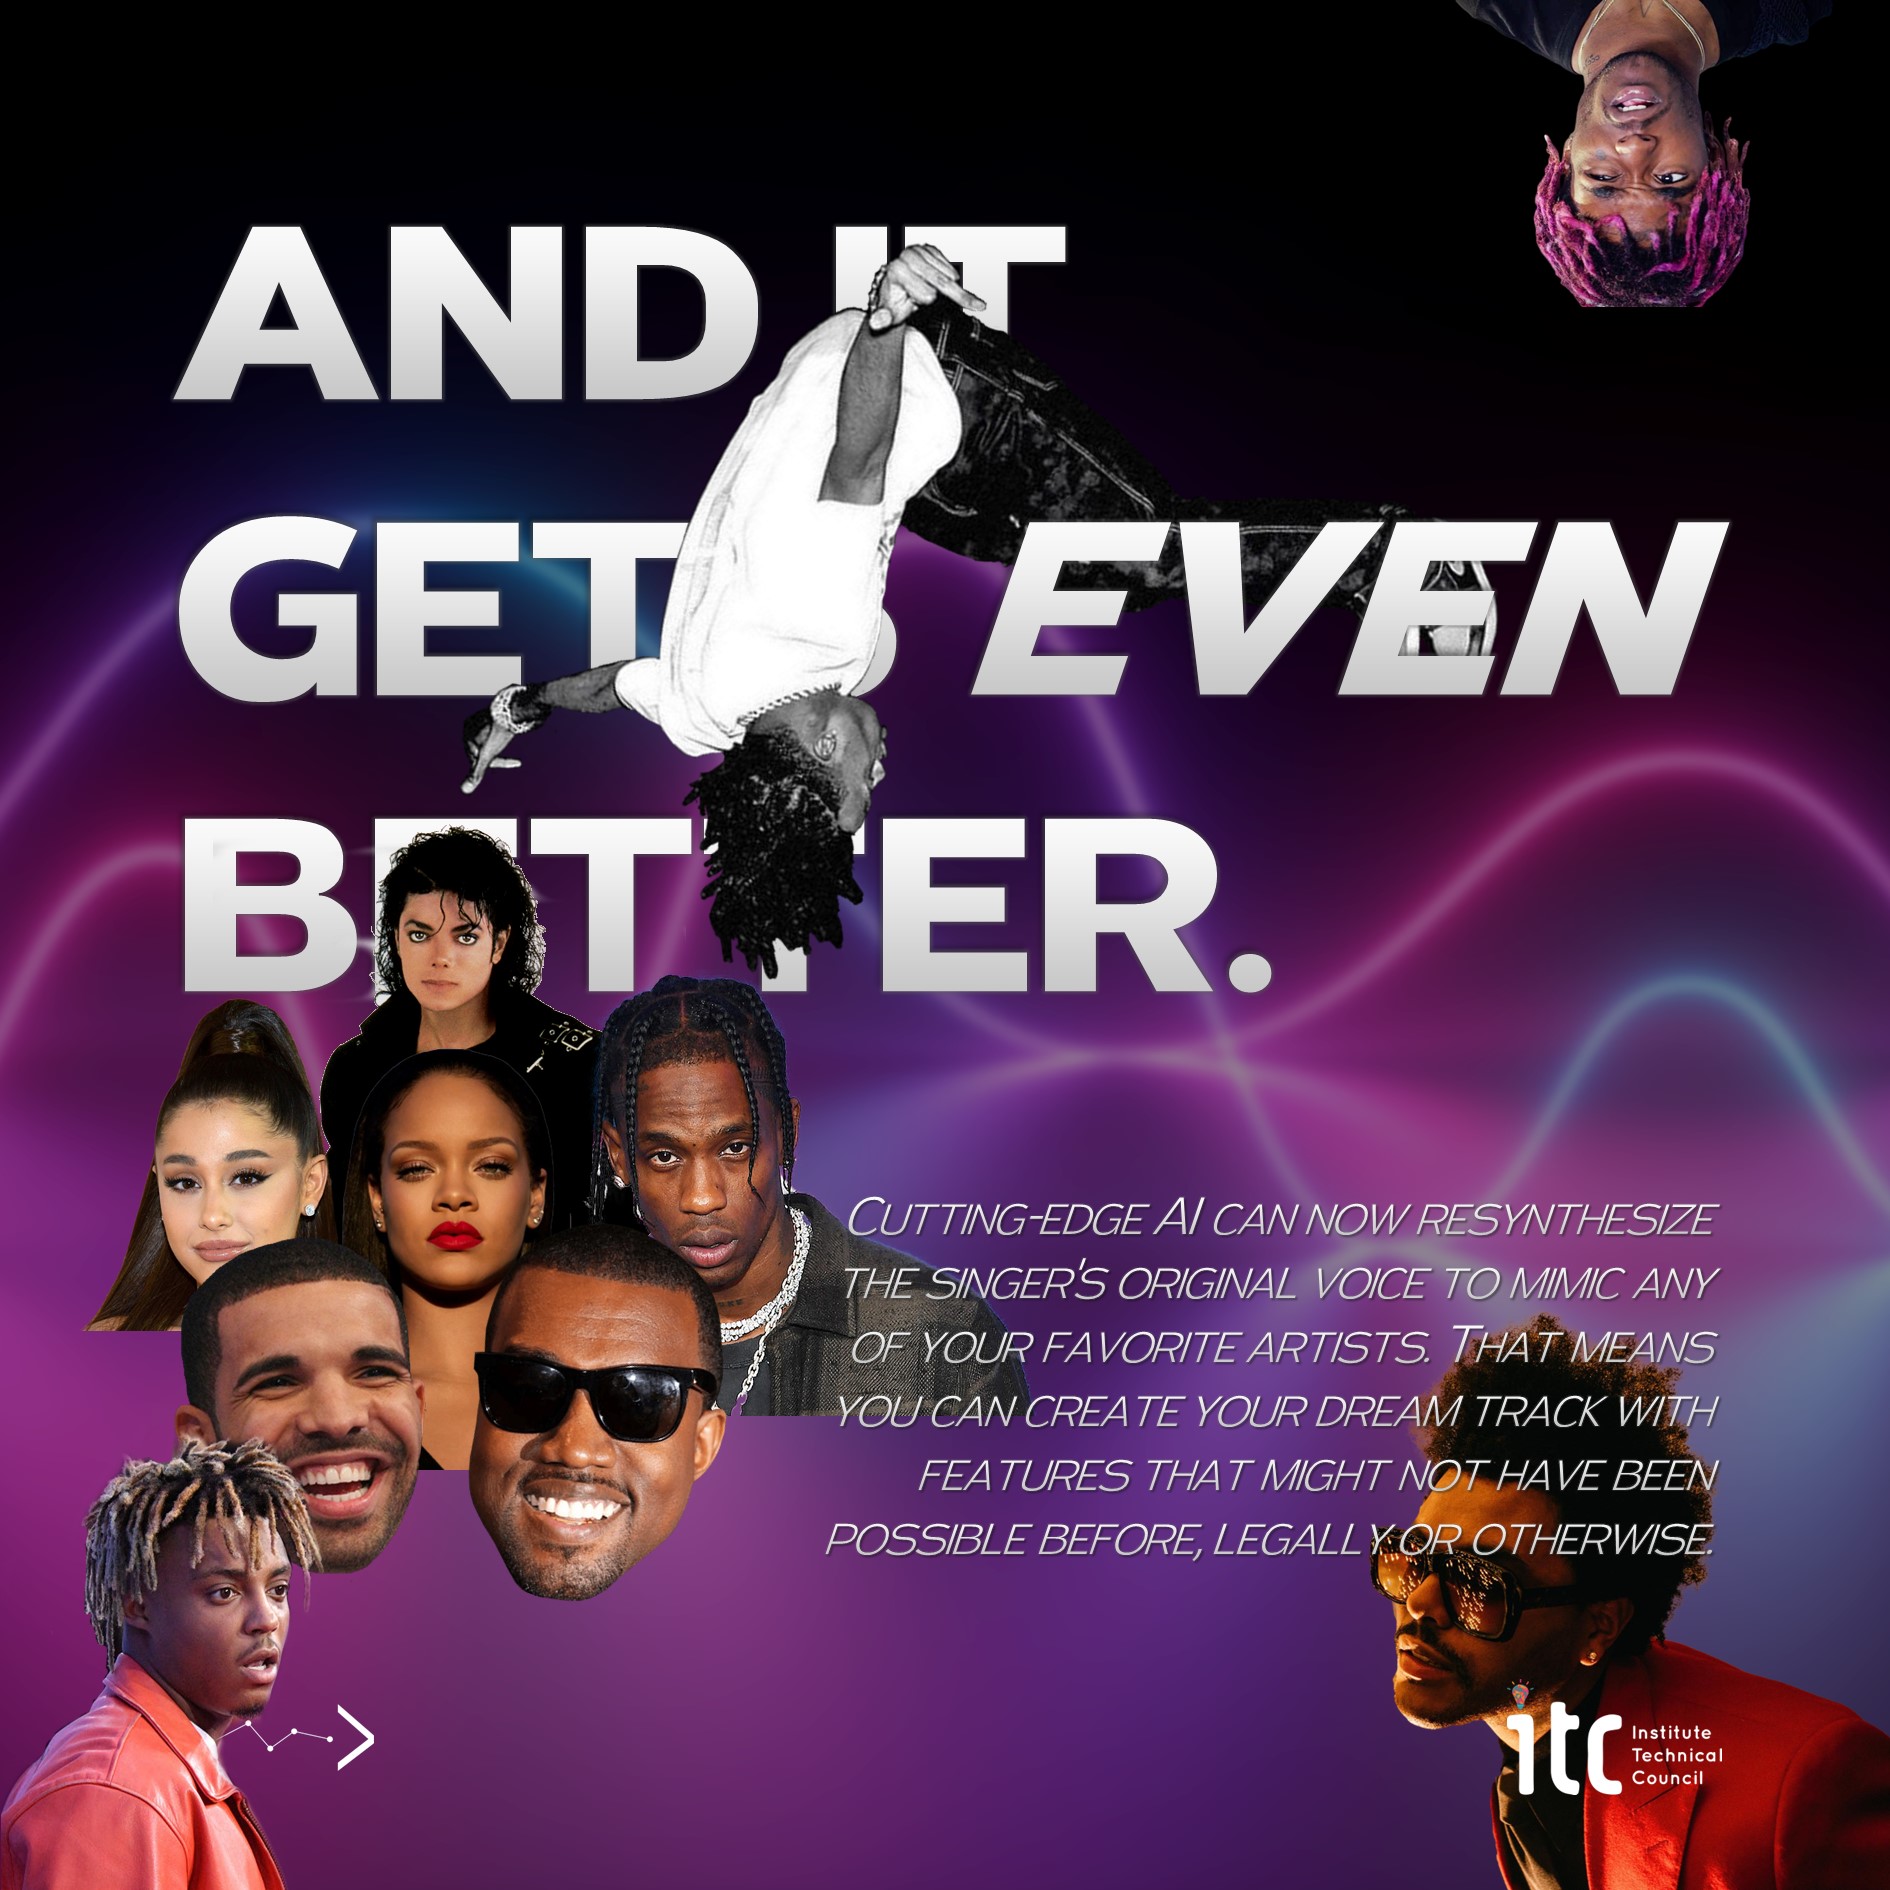 AND IT
GETS EVEN
BETTER.
CUTTING-EDGE AI CAN NOW RESYNTHESIZE
THE SINGER'S ORIGINAL VOICE TO MIMIC ANY
OF YOUR FAVORITE ARTISTS. THAT MEANS
YOU CAN CREATE YOUR DREAM TRACK WITH
FEATURES THAT MIGHT NOT HAVE BEEN
POSSIBLE BEFORE, LEGALLY OR OTHERWISE.
itc
Institute
Technical
Council